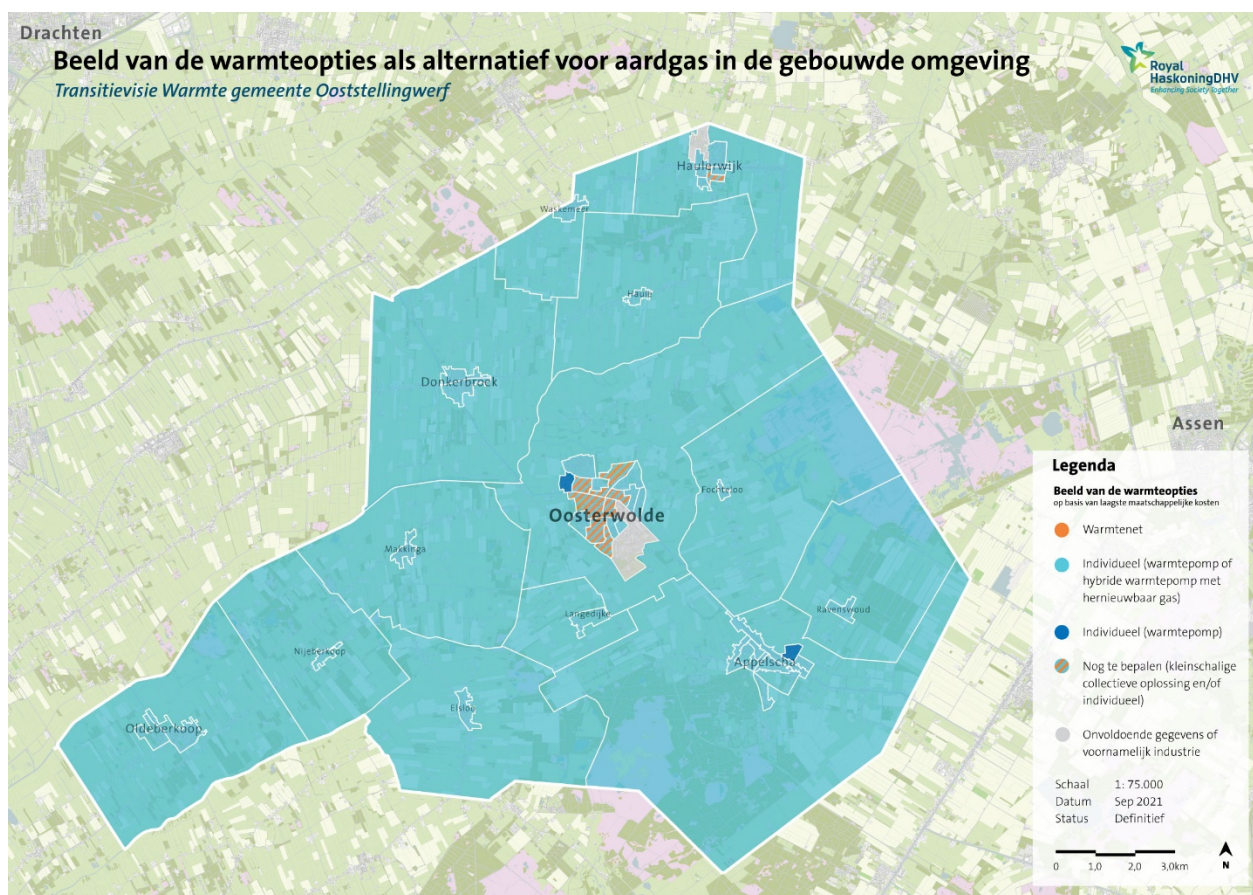 Drachten
Beeld van de warmteopties als alternatief voor aardgas in de gebouwde omgeving
Transitievisie Warmte gemeente Ooststellingwerf
Royal
HaskoningDHV
Enhancing Society Together
Haulerwijk
Waskemeer
Haule
Donkerbroek
Assen
Fochteloo
Oosterwolde
Makkinga
Langedijke
Ravenswoud
Nijeberkoop
Appelscha
Elsloo
Oldeberkoop
Legenda
Beeld van de warmteopties
op basis van laagste maatschappelijke kosten
Warmtenet
Individueel (warmtepomp of
hybride warmtepomp met
hernieuwbaar gas)
Individueel (warmtepomp)
Nog te bepalen (kleinschalige
collectieve oplossing en/of
individueel)
Onvoldoende gegevens of
voornamelijk industrie
Schaal 1: 75.000
Datum Sep 2021
Status Definitief
0 1,0 2,0 3,0km
N